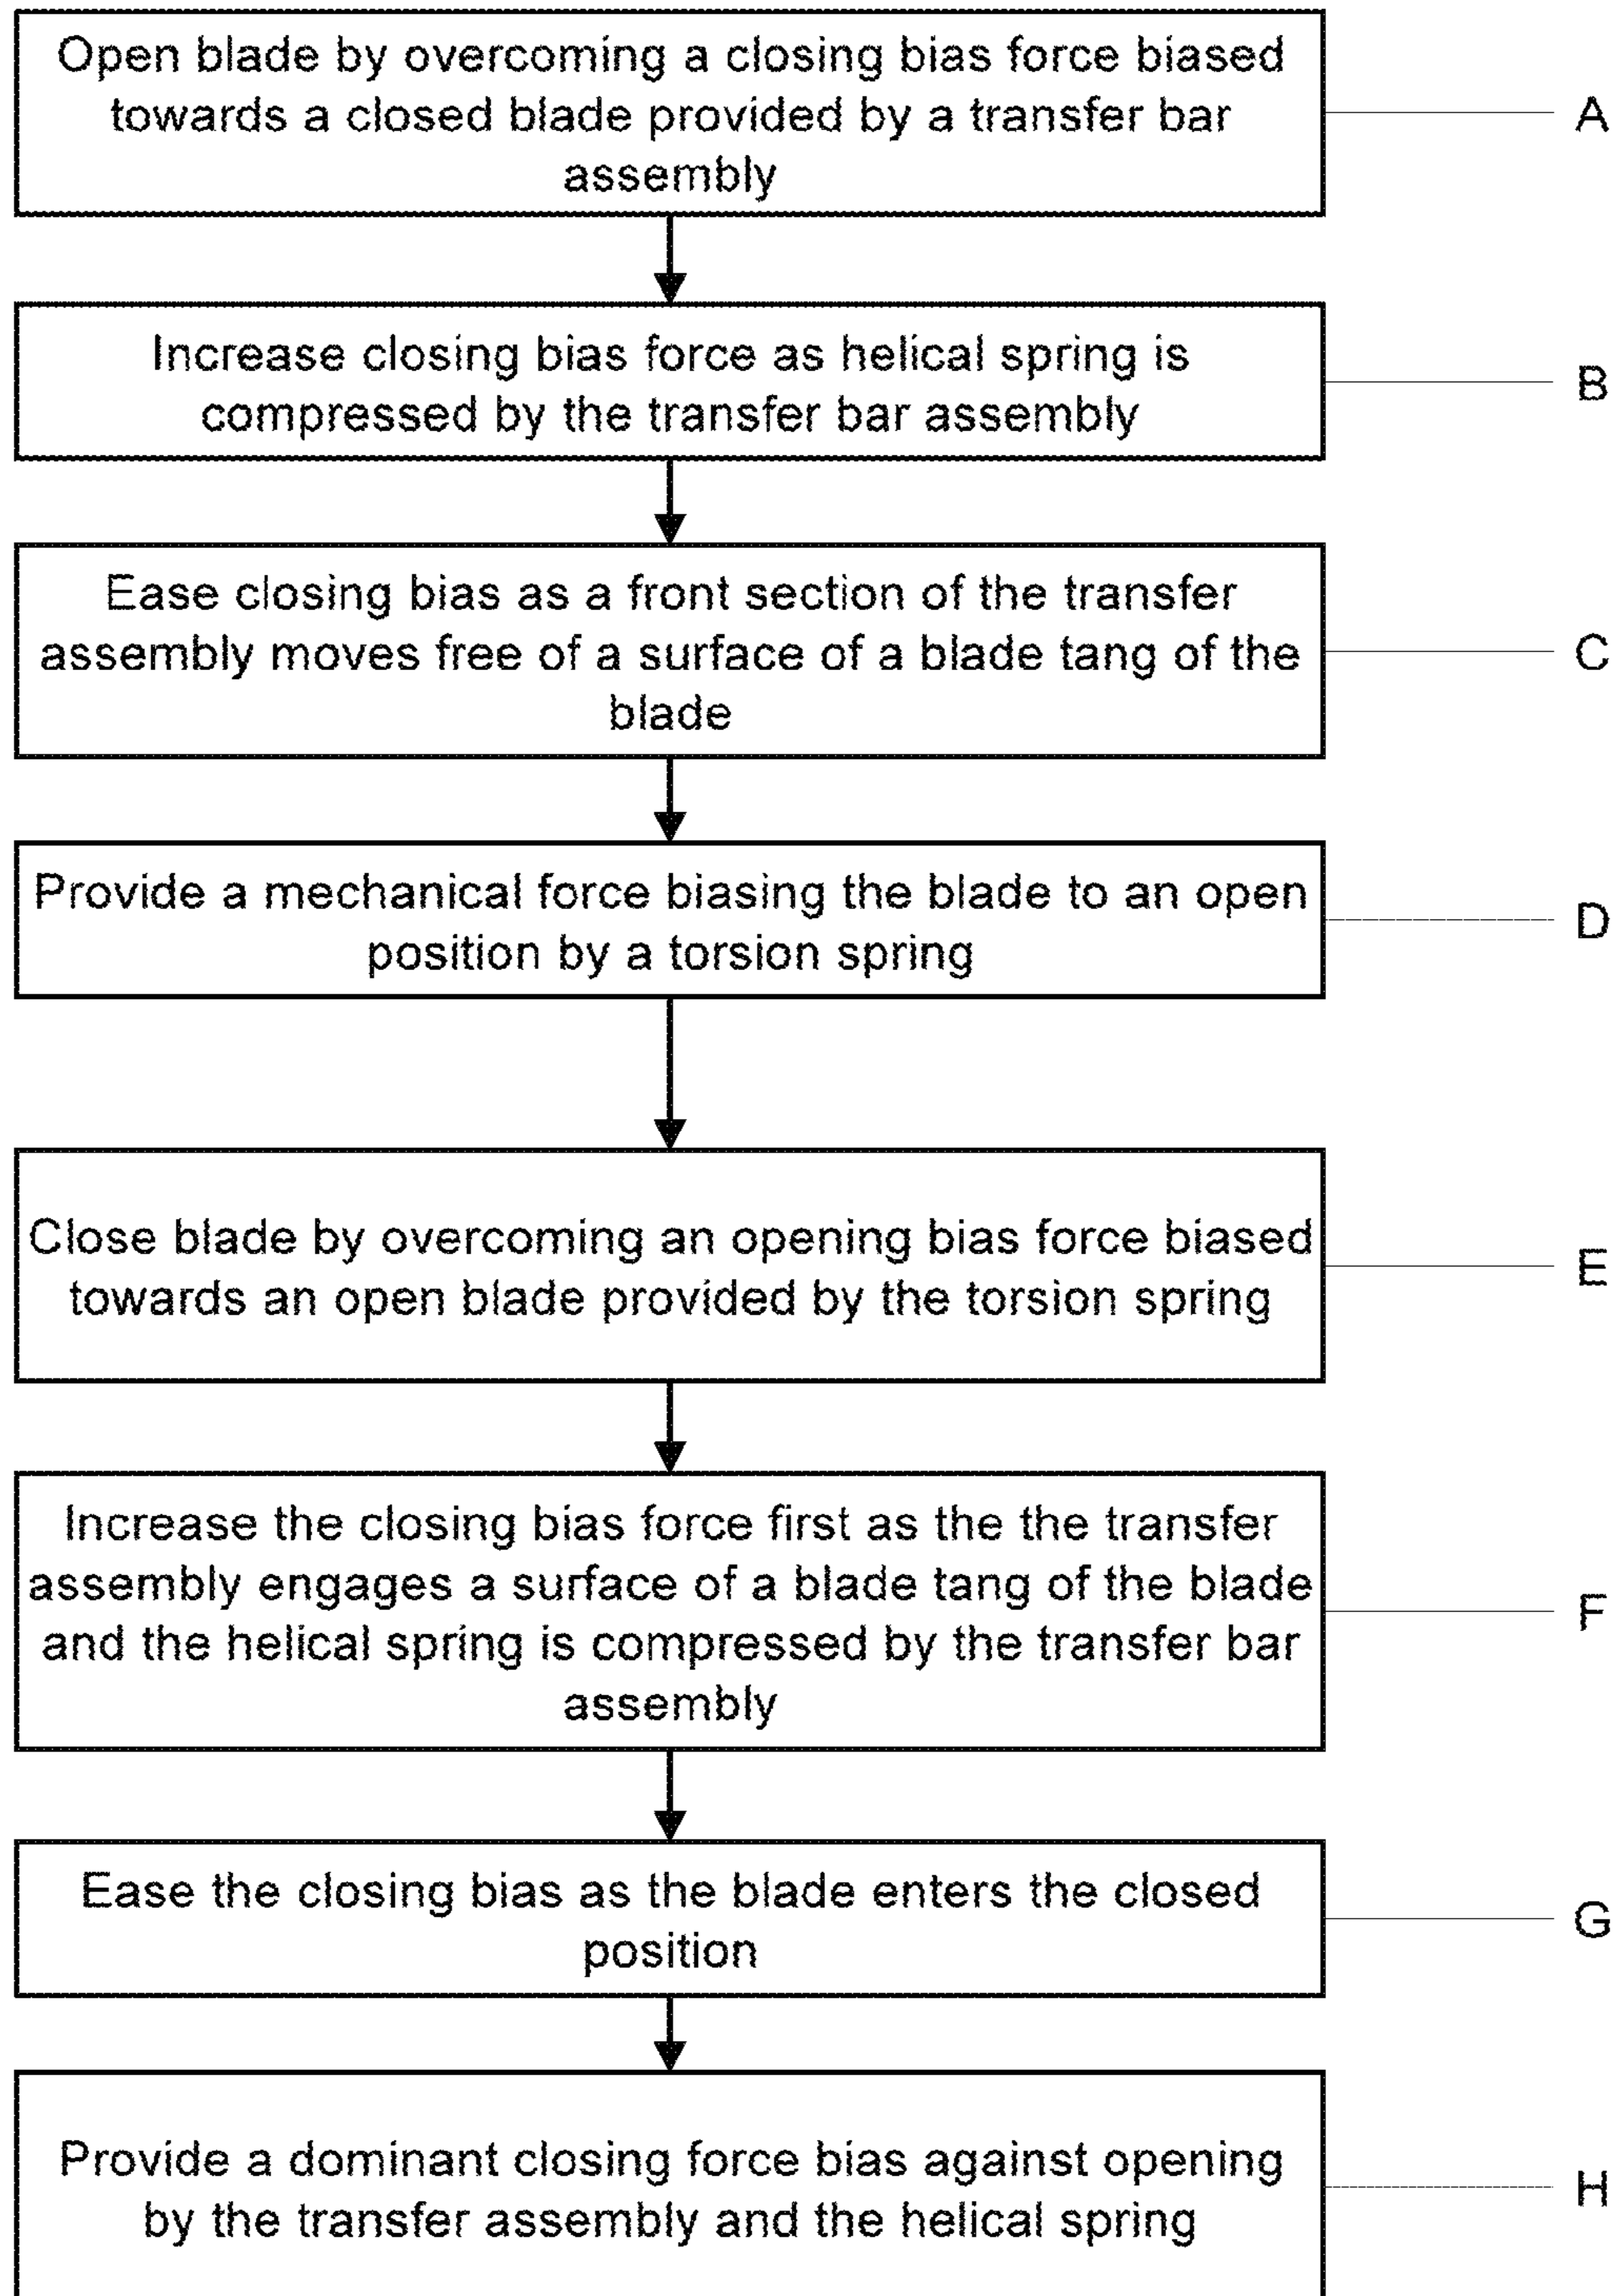 Open blade by overcoming a closing bias force biased
towards a closed blade provided by a transfer bar
assembly
A
Increase closing bias force as helical spring is
compressed by the transfer bar assembly
B
Ease closing bias as a front section of the transfer
assembly moves free of a surface of a blade tang of the
blade
C
Provide a mechanical force biasing the blade to an open
position by a torsion spring
D
Close blade by overcoming an opening bias force biased
towards an open blade provided by the torsion spring
E
Increase the closing bias force first as the the transfer
assembly engages a surface of a blade tang of the blade
and the helical spring is compressed by the transfer bar
assembly
F
Ease the closing bias as the blade enters the closed
position
G
Provide a dominant closing force bias against opening
by the transfer assembly and the helical spring
H